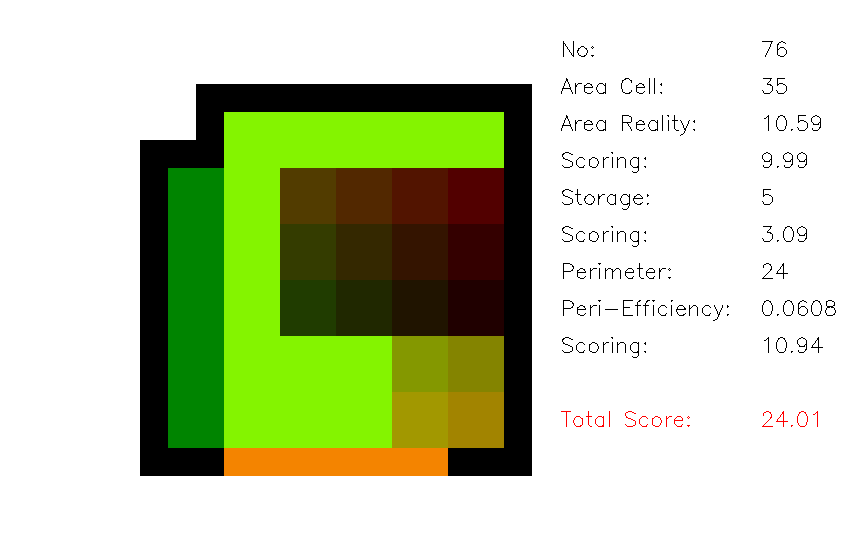 No: 76
Area Cell: 35
Area Reality: 10.59
Scoring: 9.99
Storage: 5
Scoring: 3.09
Perimeter: 24
Peri-Efficiency: 0.0608
Scoring: 10.94
Total Score: 24.01